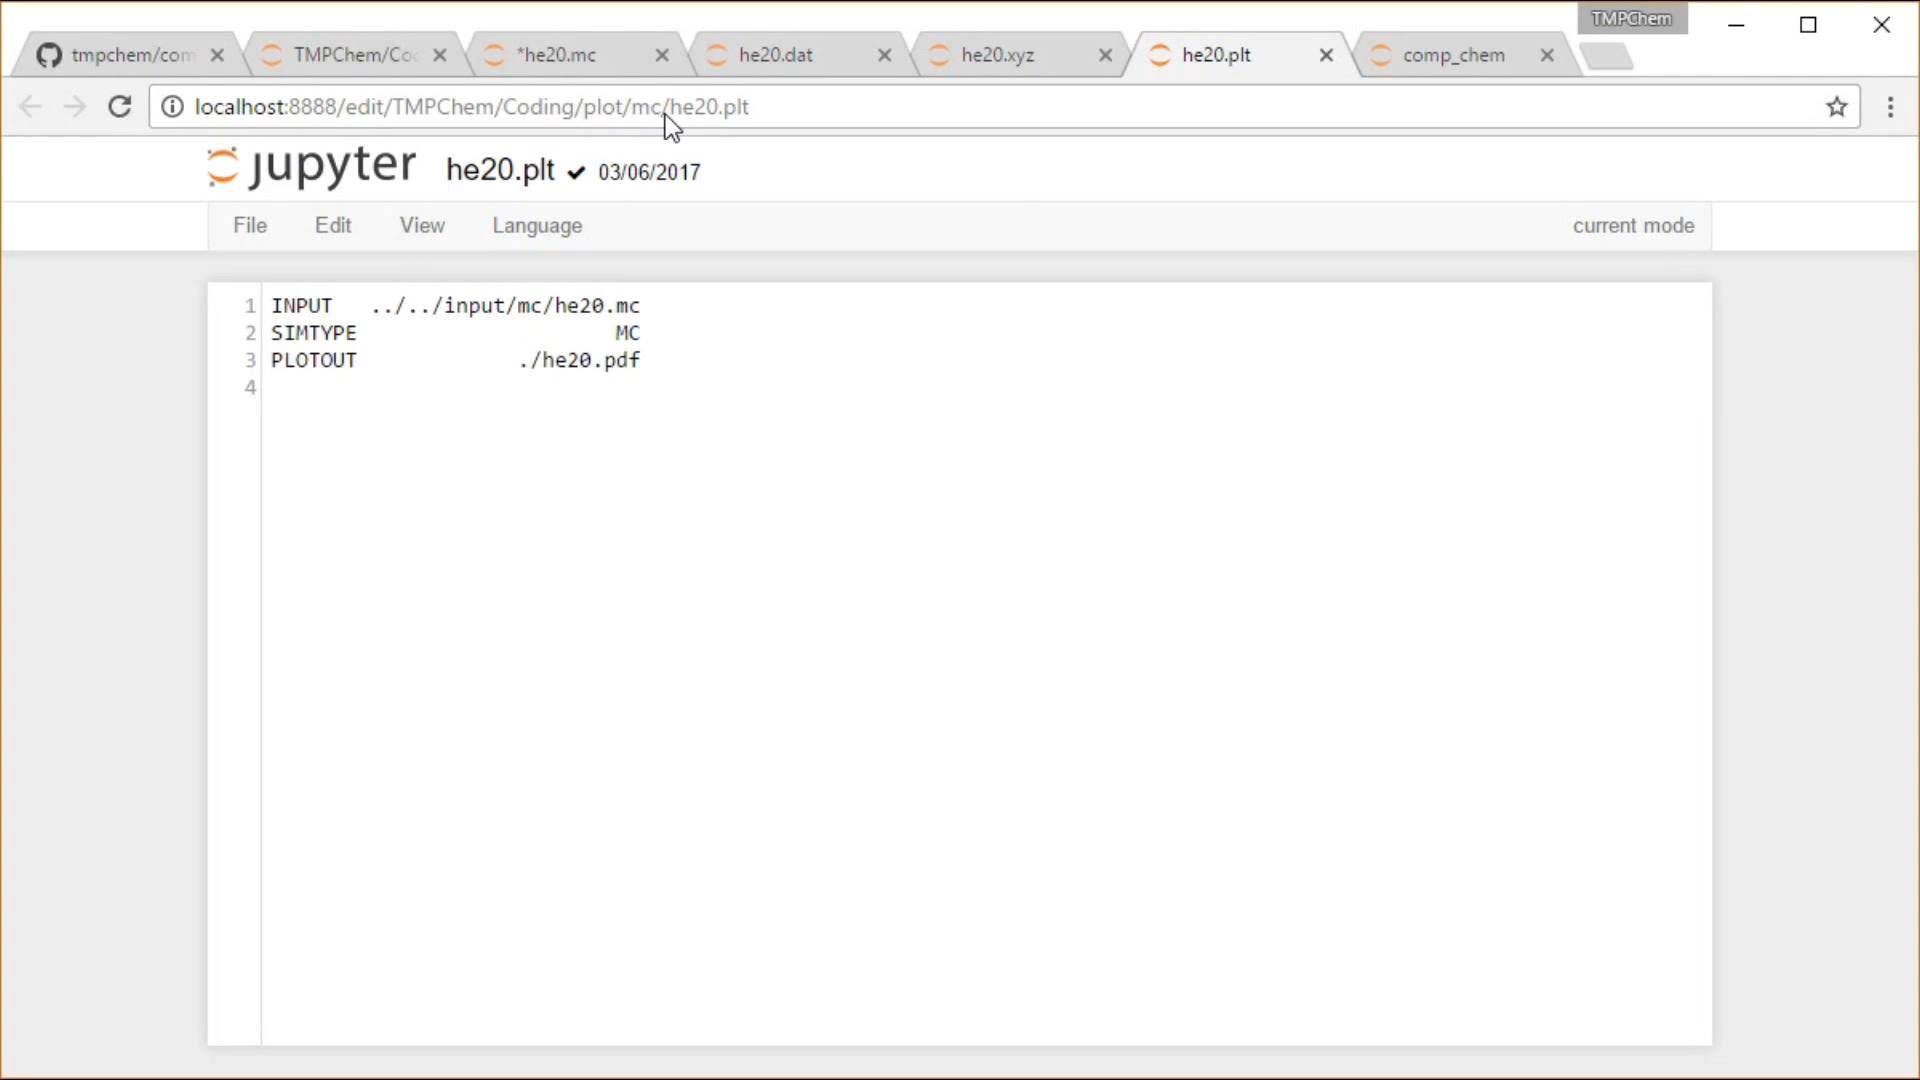 TMPChem
tmpchem/com
TMPChem/Co
*he20.mc
he20.dat
he20.xyz
he20.plt
comp_chem
localhost:8888/edit/TMPChem/Coding/plot/mc/he20.plt
jupyter he20.plt ✔ 03/06/2017
File Edit View Language current mode
1 INPUT ../../input/mc/he20.mc
2 SIMTYPE MC
3 PLOTOUT ./he20.pdf
4